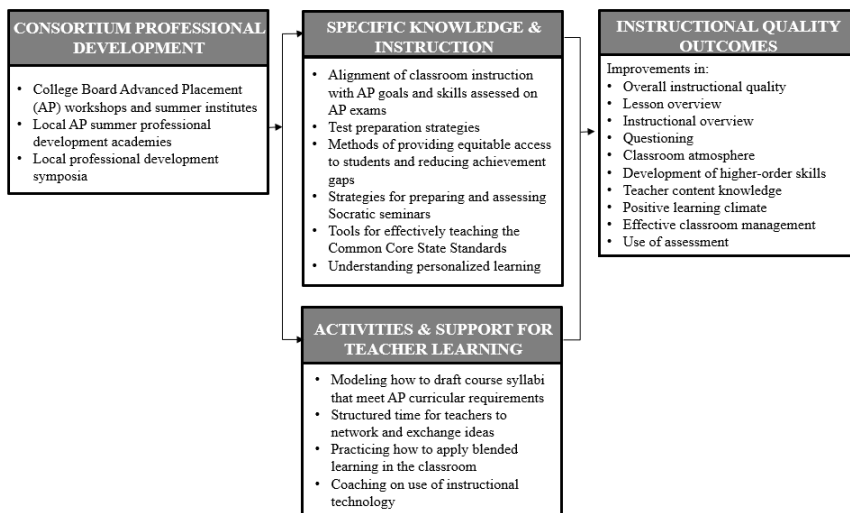 CONSORTIUM PROFESSIONAL
DEVELOPMENT
• College Board Advanced Placement
(AP) workshops and summer institutes
• Local AP summer professional
development academies
• Local professional development
symposia
SPECIFIC KNOWLEDGE &
INSTRUCTION
• Alignment of classroom instruction
with AP goals and skills assessed on
AP exams
• Test preparation strategies
• Methods of providing equitable access
to students and reducing achievement
gaps
• Strategies for preparing and assessing
Socratic seminars
• Tools for effectively teaching the
Common Core State Standards
• Understanding personalized learning
ACTIVITIES & SUPPORT FOR
TEACHER LEARNING
• Modeling how to draft course syllabi
that meet AP curricular requirements
• Structured time for teachers to
network and exchange ideas
• Practicing how to apply blended
learning in the classroom
• Coaching on use of instructional
technology
INSTRUCTIONAL QUALITY
OUTCOMES
Improvements in:
• Overall instructional quality
• Lesson overview
• Instructional overview
• Questioning
• Classroom atmosphere
• Development of higher-order skills
• Teacher content knowledge
• Positive learning climate
• Effective classroom management
• Use of assessment